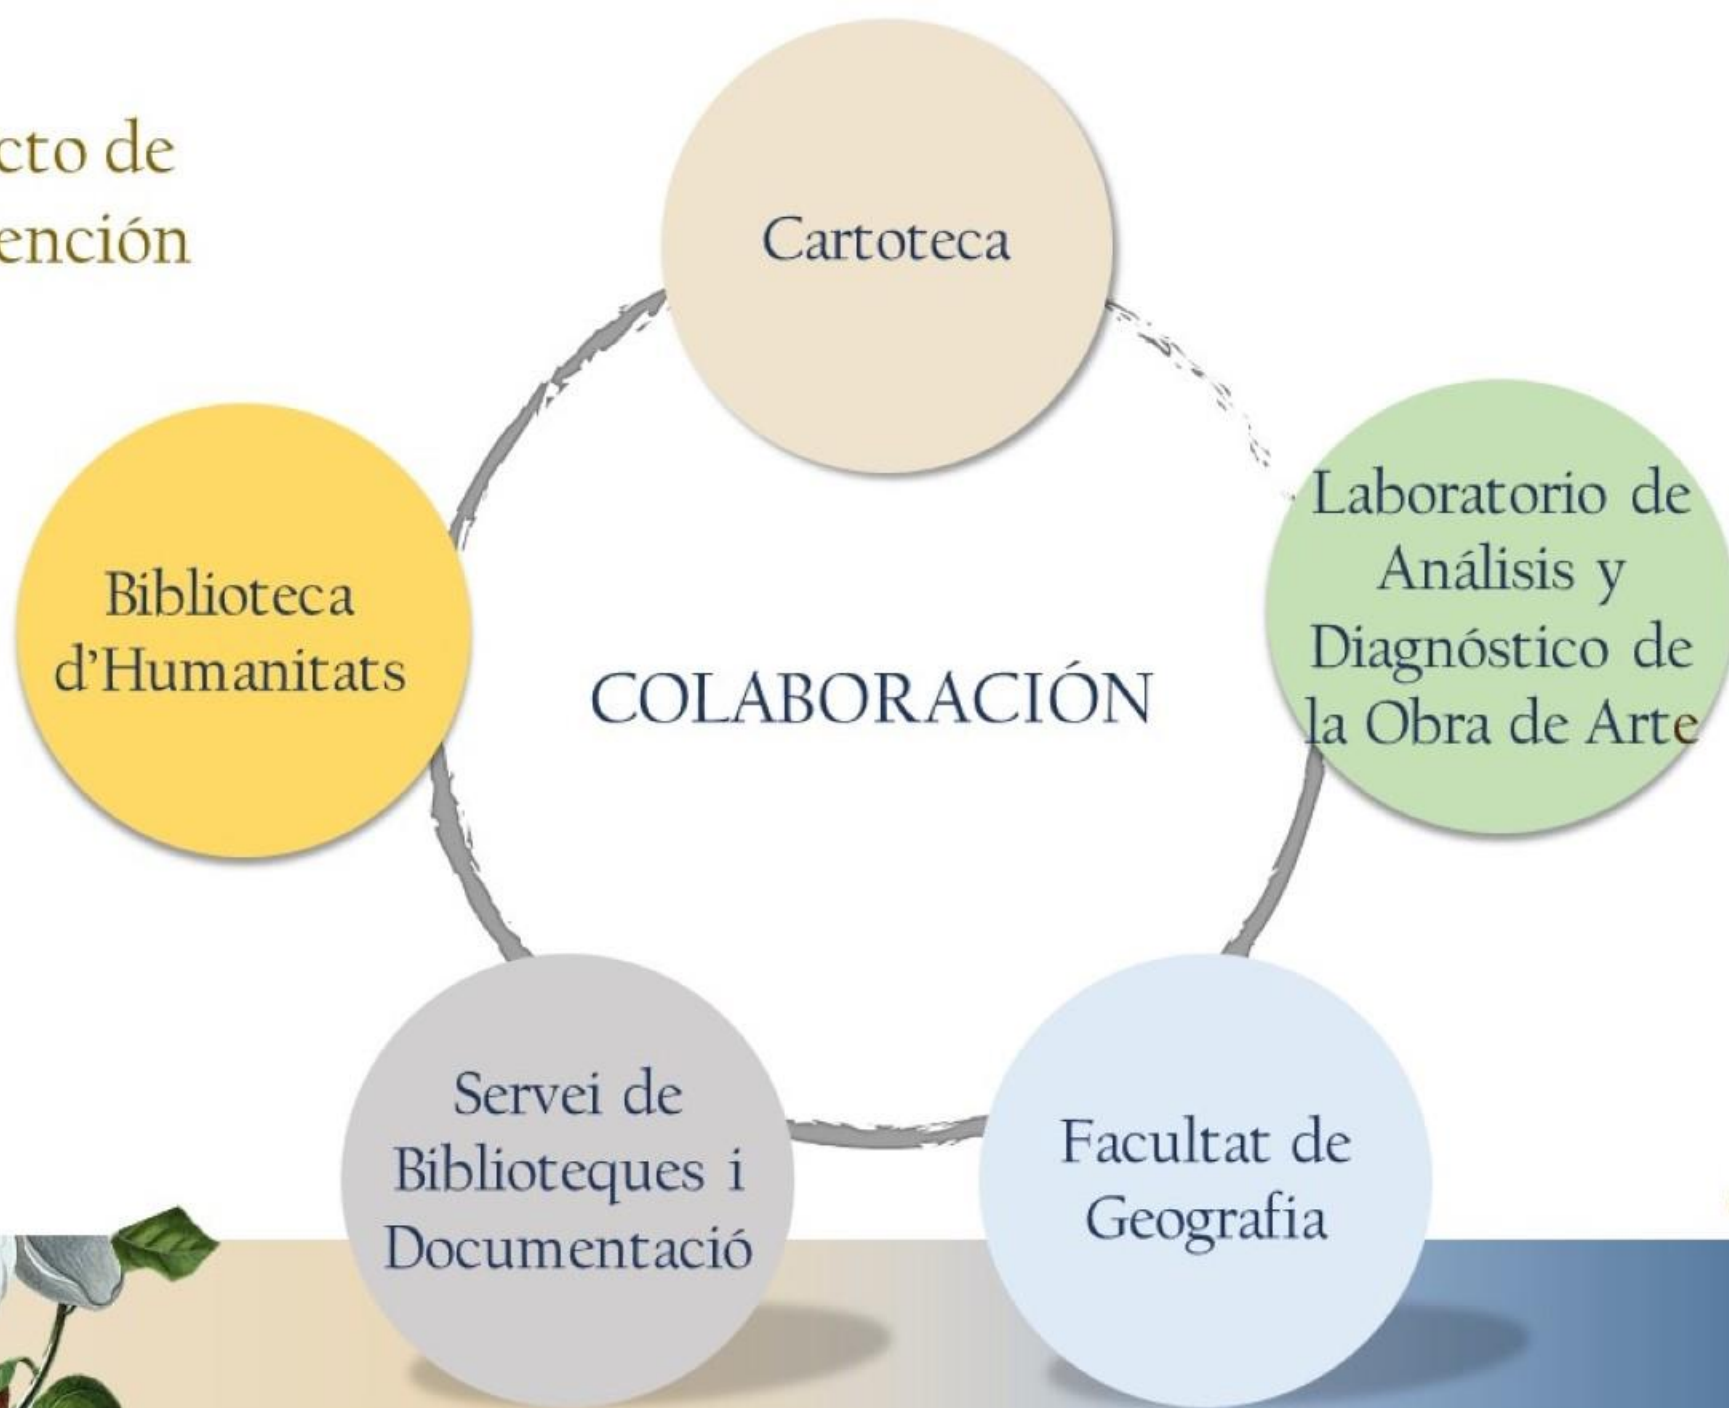 cto de
ención
Cartoteca
Laboratorio de
Análisis y
Diagnóstico de
la Obra de Arte
Biblioteca
d'Humanitats
COLABORACIÓN
Servei de
Biblioteques i
Documentació
Facultat de
Geografia